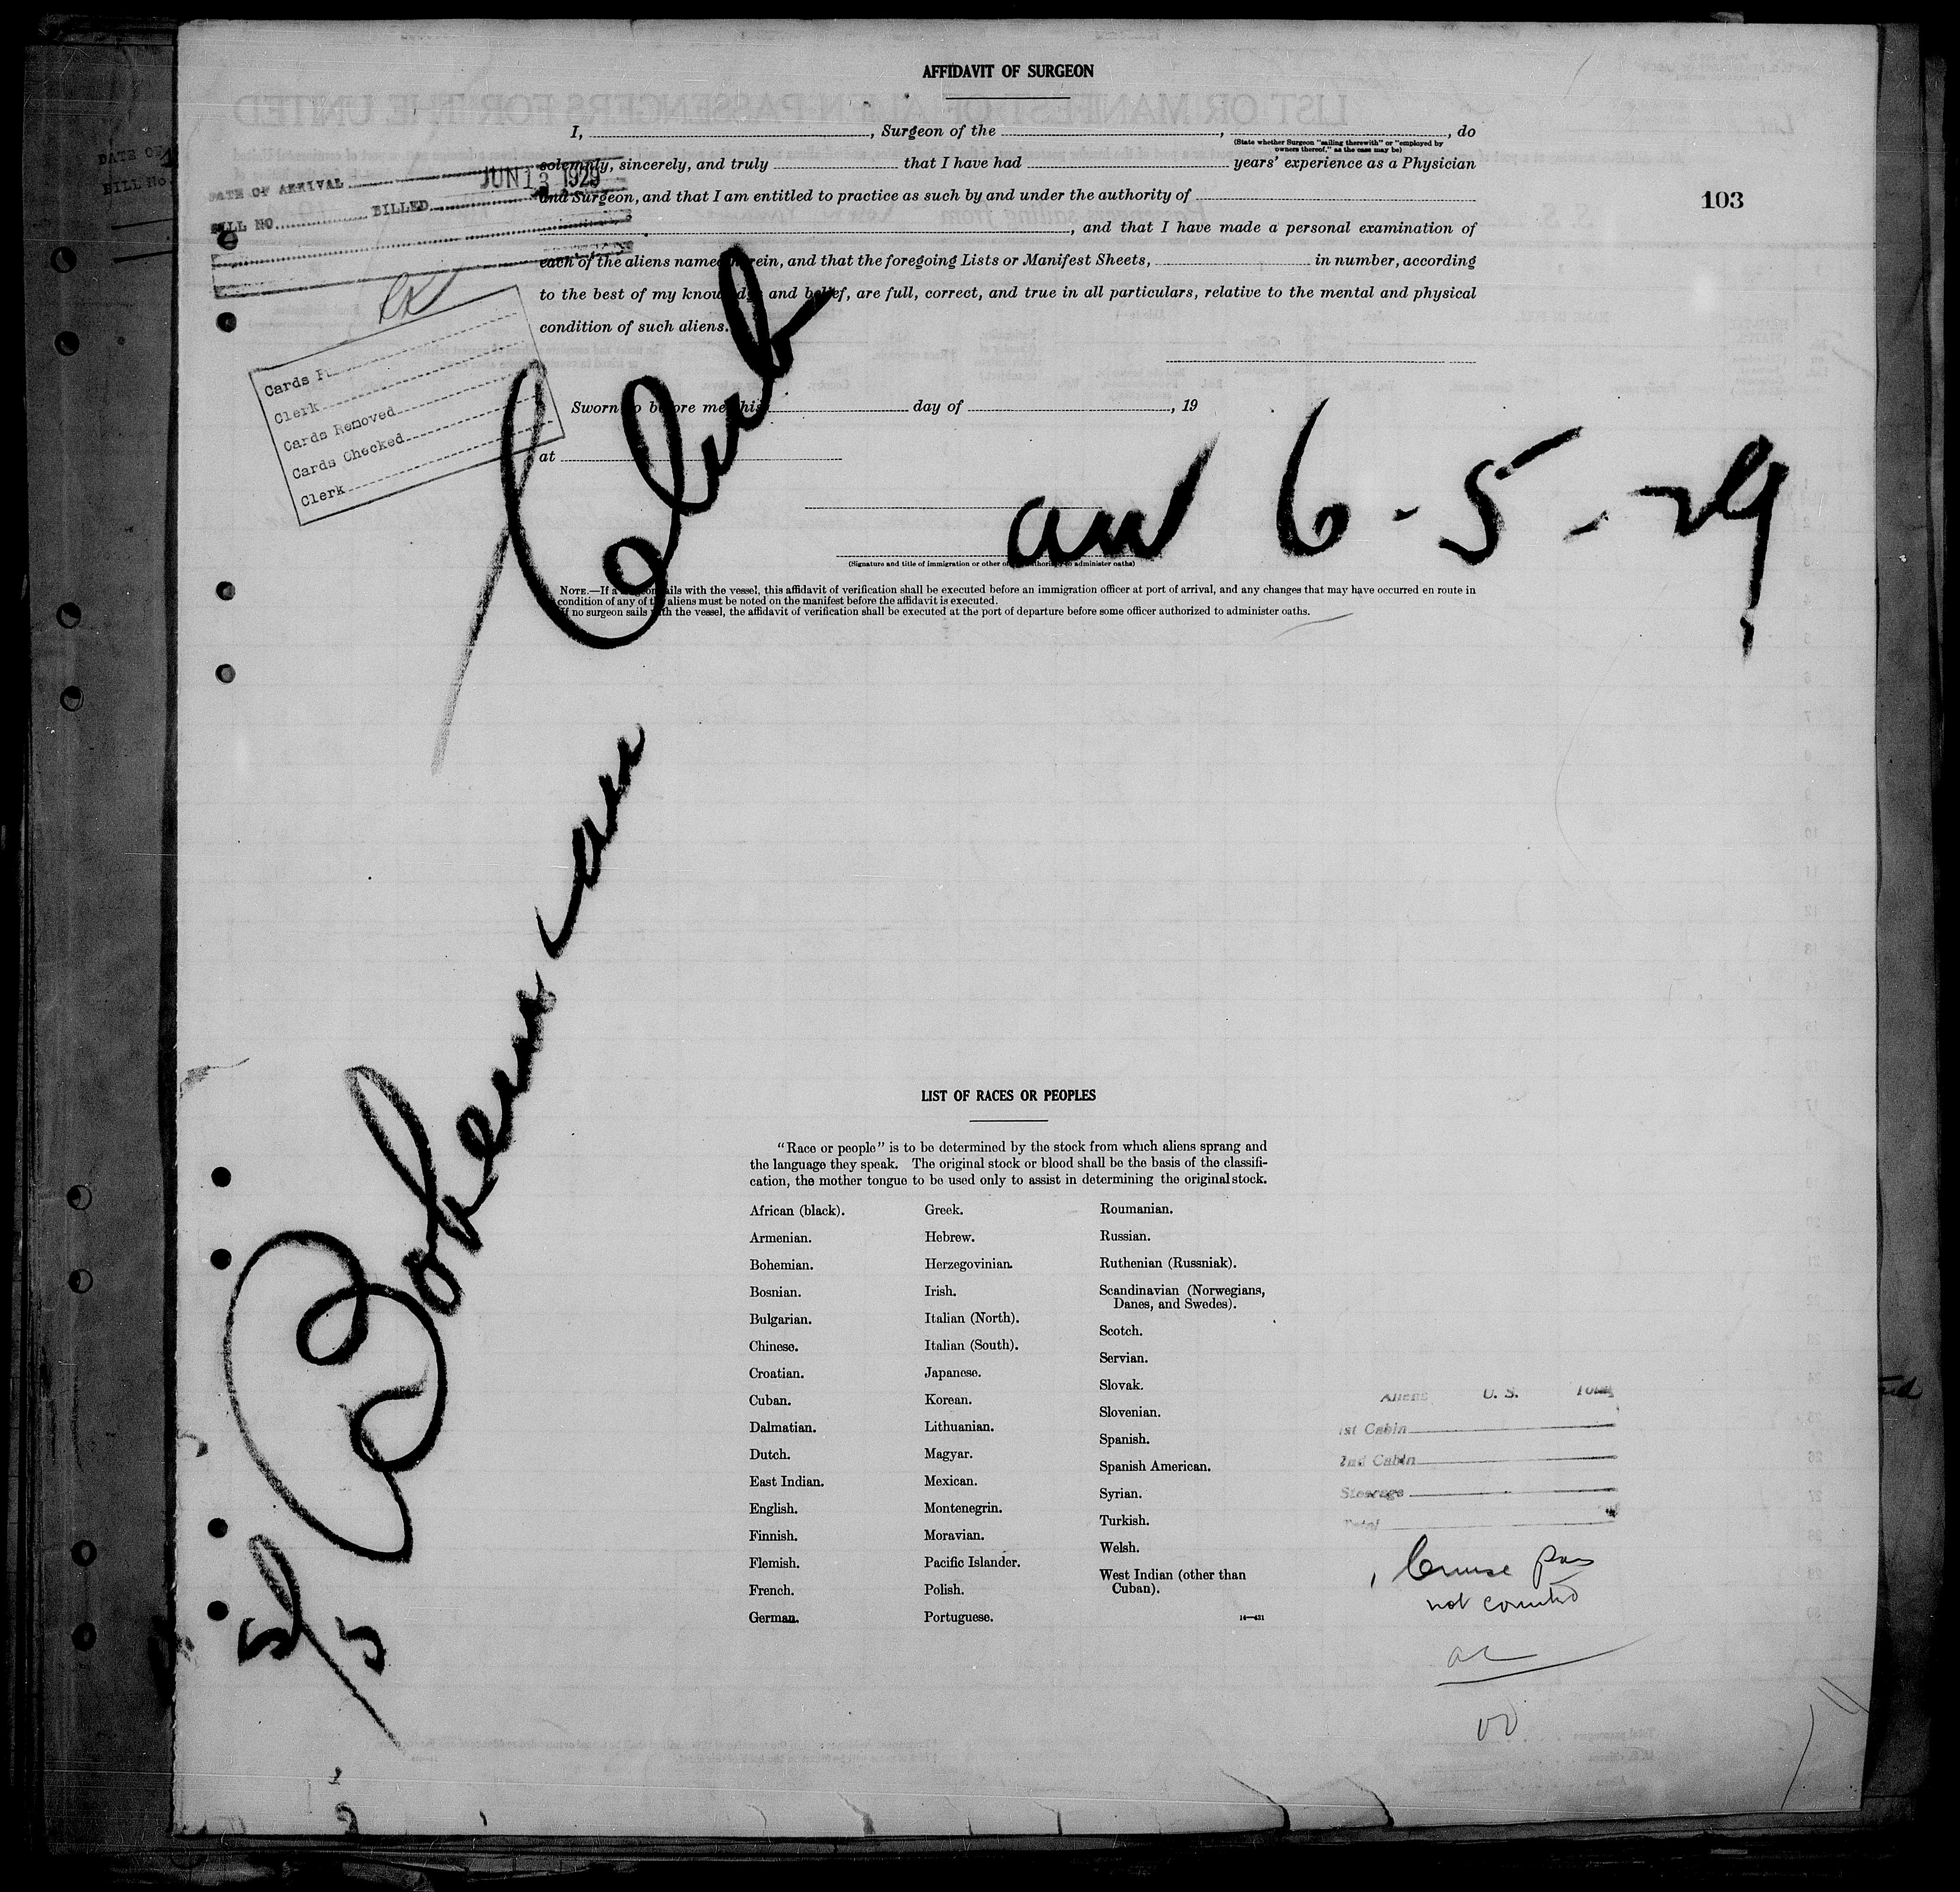 AFFIDAVIT OF SURGEON
I, , Surgeon of the , , do
(State whether Surgeon "sailing therewith" or "employed by
owners thereof," as the case may be)
solemnly, sincerely, and truly that I have had years' experience as a Physician
and Surgeon, and that I am entitled to practice as such by and under the authority of
, and that I have made a personal examination of
each of the aliens named herein, and that the foregoing Lists or Manifest Sheets, in number, according
to the best of my knowledge and belief, are full, correct, and true in all particulars, relative to the mental and physical
condition of such aliens.
Sworn to before me this day of , 19
at
(Signature and title of immigration or other officer authorized to administer oaths)
NOTE.—If a surgeon sails with the vessel, this affidavit of verification shall be executed before an immigration officer at port of arrival, and any changes that may have occurred en route in
condition of any of the aliens must be noted on the manifest before the affidavit is executed.
If no surgeon sails with the vessel, the affidavit of verification shall be executed at the port of departure before some officer authorized to administer oaths.
103
DATE OF
BILL No
DATE OF ARRIVAL JUN 13 1929
BILL NO. BILLED
Cards
Clerk
Cards Removed
Cards Checked
Clerk
Club
arr 6-5-29
5/5
LIST OF RACES OR PEOPLES
"Race or people" is to be determined by the stock from which aliens sprang and
the language they speak. The original stock or blood shall be the basis of the classifi-
cation, the mother tongue to be used only to assist in determining the original stock.
African (black).
Armenian.
Bohemian.
Bosnian.
Bulgarian.
Chinese.
Croatian.
Cuban.
Dalmatian.
Dutch.
East Indian.
English.
Finnish.
Flemish.
French.
German.
Greek.
Hebrew.
Herzegovinian.
Irish.
Italian (North).
Italian (South).
Japanese.
Korean.
Lithuanian.
Magyar.
Mexican.
Montenegrin.
Moravian.
Pacific Islander.
Polish.
Portuguese.
Roumanian.
Russian.
Ruthenian (Russniak).
Scandinavian (Norwegians,
Danes, and Swedes).
Scotch.
Servian.
Slovak.
Slovenian.
Spanish.
Spanish American.
Syrian.
Turkish.
Welsh.
West Indian (other than
Cuban).
14—431
Aliens U. S. Total
1st Cabin
2nd Cabin
Steerage
Total
Cruise pass
not counted